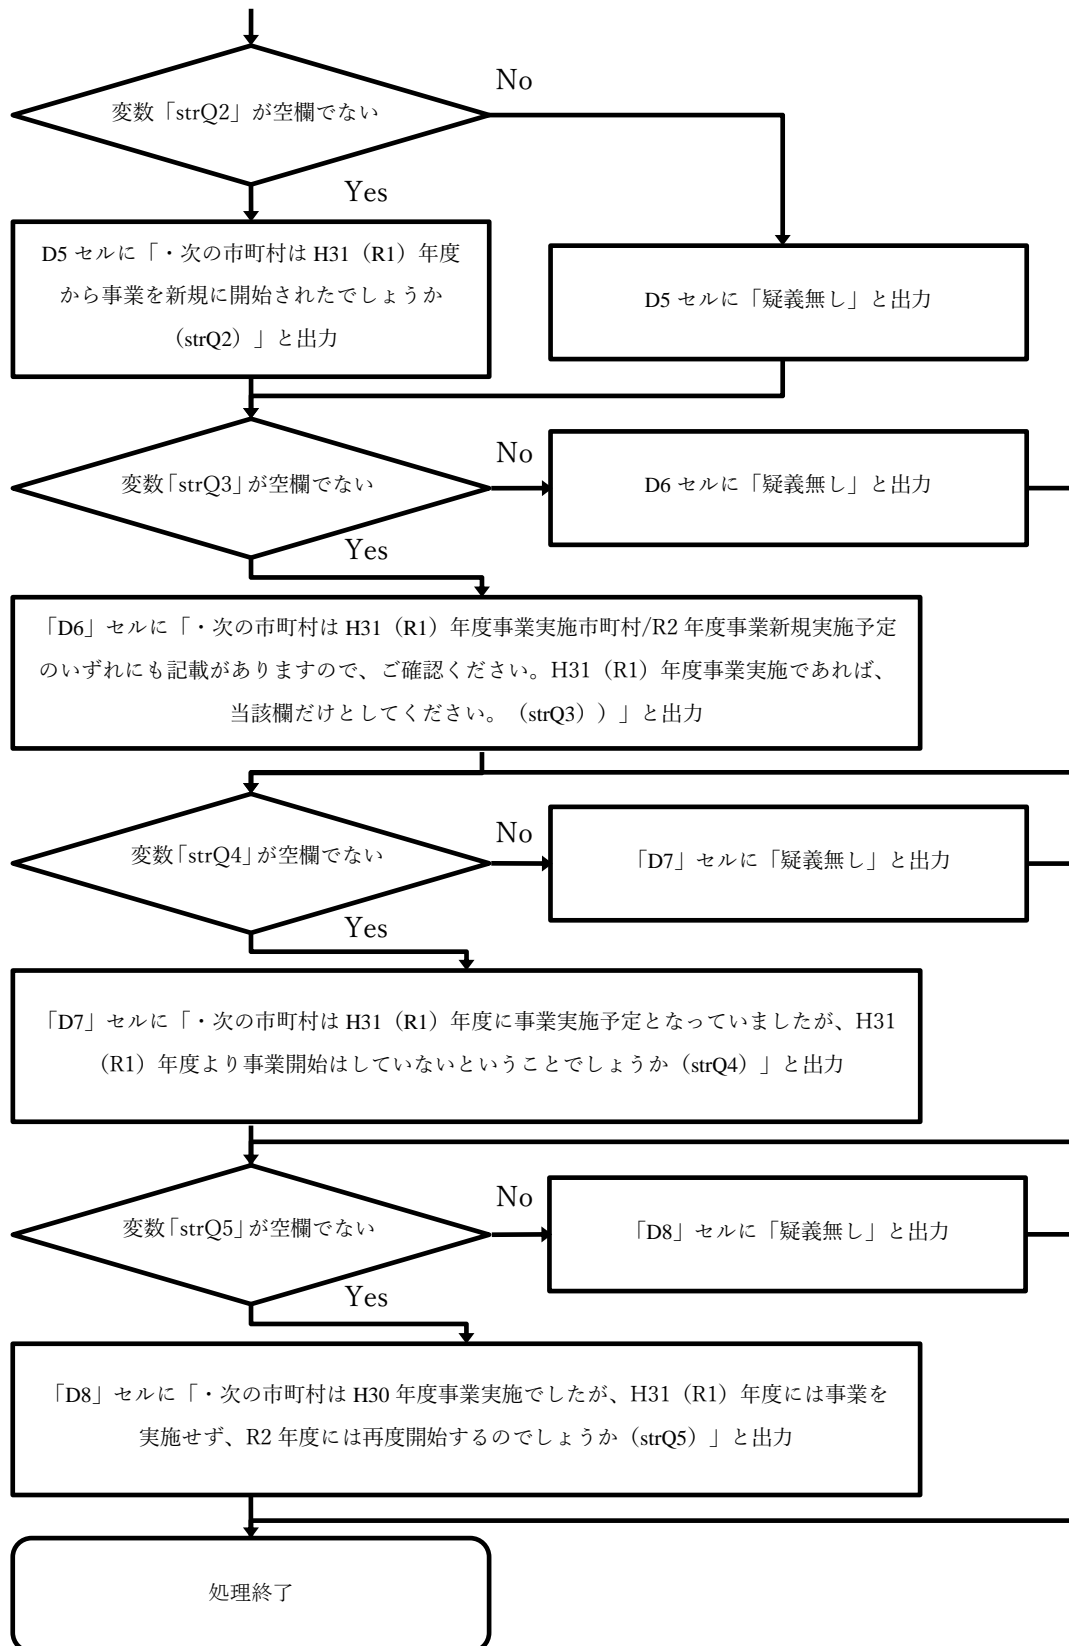 変数「strQ2」が空欄でない
No
Yes
D5 セルに「・次の市町村は H31（R1）年度
から事業を新規に開始されたでしょうか
（strQ2）」と出力
D5 セルに「疑義無し」と出力
変数「strQ3」が空欄でない
No
D6 セルに「疑義無し」と出力
Yes
「D6」セルに「・次の市町村は H31（R1）年度事業実施市町村/R2 年度事業新規実施予定
のいずれにも記載がありますので、ご確認ください。H31（R1）年度事業実施であれば、
当該欄だけとしてください。（strQ3））」と出力
変数「strQ4」が空欄でない
No
「D7」セルに「疑義無し」と出力
Yes
「D7」セルに「・次の市町村は H31（R1）年度に事業実施予定となっていましたが、H31
（R1）年度より事業開始はしていないということでしょうか（strQ4）」と出力
変数「strQ5」が空欄でない
No
「D8」セルに「疑義無し」と出力
Yes
「D8」セルに「・次の市町村は H30 年度事業実施でしたが、H31（R1）年度には事業を
実施せず、R2 年度には再度開始するのでしょうか（strQ5）」と出力
処理終了